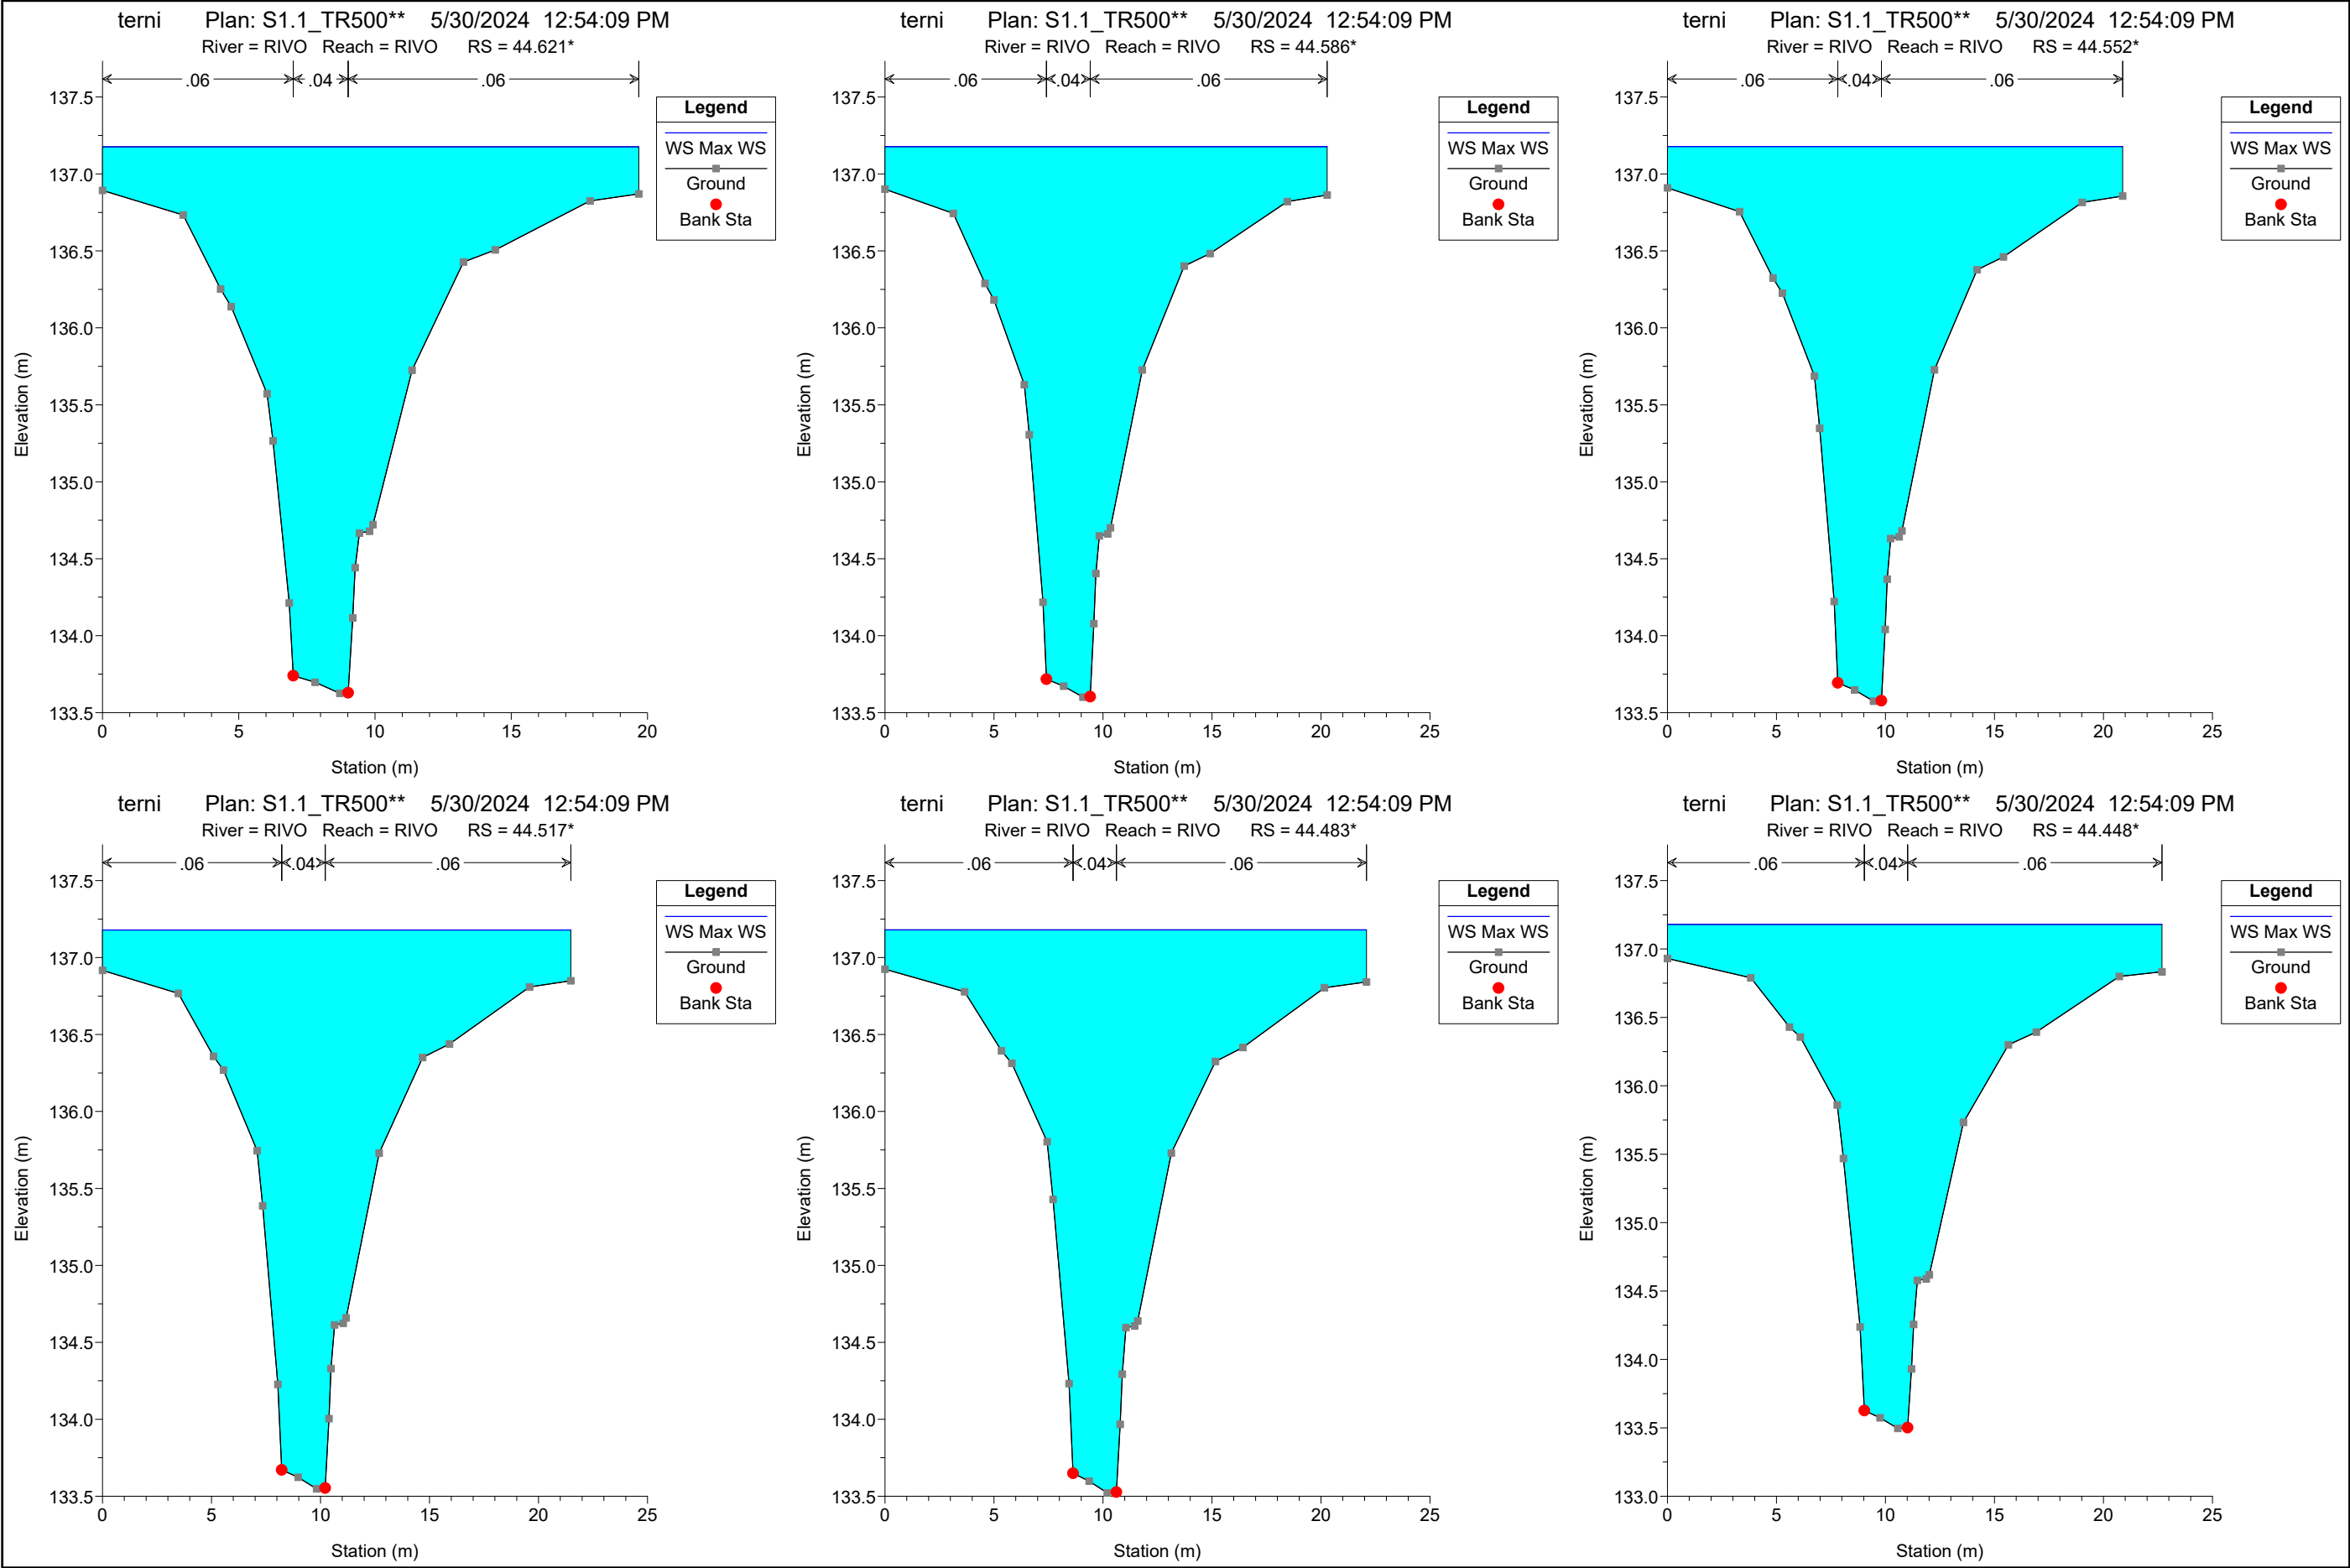 terni Plan: S1.1_TR500** 5/30/2024 12:54:09 PM
River = RIVO Reach = RIVO RS = 44.621*
.06 .04 .06
137.5
137.0
136.5
136.0
135.5
135.0
134.5
134.0
133.5
Elevation (m)
0 5 10 15 20
Station (m)
Legend
WS Max WS
Ground
Bank Sta
terni Plan: S1.1_TR500** 5/30/2024 12:54:09 PM
River = RIVO Reach = RIVO RS = 44.586*
.06 .04 .06
137.5
137.0
136.5
136.0
135.5
135.0
134.5
134.0
133.5
Elevation (m)
0 5 10 15 20 25
Station (m)
Legend
WS Max WS
Ground
Bank Sta
terni Plan: S1.1_TR500** 5/30/2024 12:54:09 PM
River = RIVO Reach = RIVO RS = 44.552*
.06 .04 .06
137.5
137.0
136.5
136.0
135.5
135.0
134.5
134.0
133.5
Elevation (m)
0 5 10 15 20 25
Station (m)
Legend
WS Max WS
Ground
Bank Sta
terni Plan: S1.1_TR500** 5/30/2024 12:54:09 PM
River = RIVO Reach = RIVO RS = 44.517*
.06 .04 .06
137.5
137.0
136.5
136.0
135.5
135.0
134.5
134.0
133.5
Elevation (m)
0 5 10 15 20 25
Station (m)
Legend
WS Max WS
Ground
Bank Sta
terni Plan: S1.1_TR500** 5/30/2024 12:54:09 PM
River = RIVO Reach = RIVO RS = 44.483*
.06 .04 .06
137.5
137.0
136.5
136.0
135.5
135.0
134.5
134.0
133.5
Elevation (m)
0 5 10 15 20 25
Station (m)
Legend
WS Max WS
Ground
Bank Sta
terni Plan: S1.1_TR500** 5/30/2024 12:54:09 PM
River = RIVO Reach = RIVO RS = 44.448*
.06 .04 .06
137.5
137.0
136.5
136.0
135.5
135.0
134.5
134.0
133.5
133.0
Elevation (m)
0 5 10 15 20 25
Station (m)
Legend
WS Max WS
Ground
Bank Sta